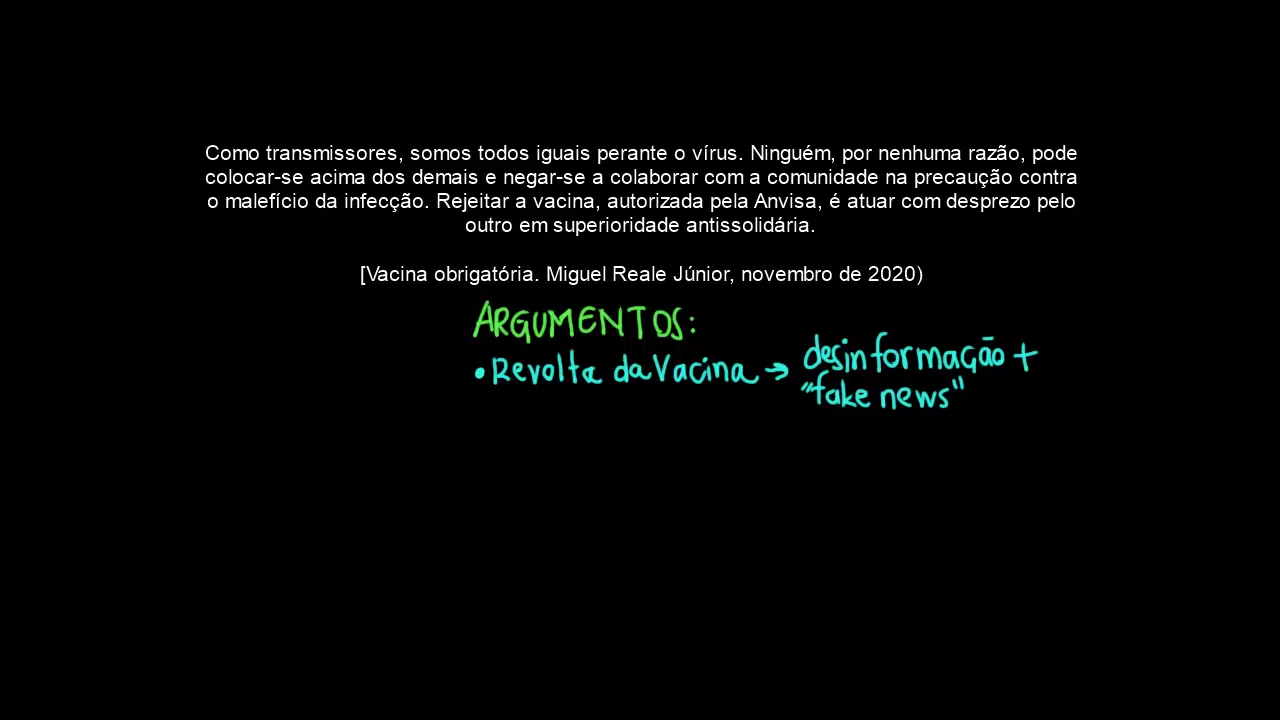 Como transmissores, somos todos iguais perante o vírus. Ninguém, por nenhuma razão, pode
colocar-se acima dos demais e negar-se a colaborar com a comunidade na precaução contra
o malefício da infecção. Rejeitar a vacina, autorizada pela Anvisa, é atuar com desprezo pelo
outro em superioridade antissolidária.
[Vacina obrigatória. Miguel Reale Júnior, novembro de 2020)
ARGUMENTOS:
• Revolta da Vacina → desinformação +
"fake news"